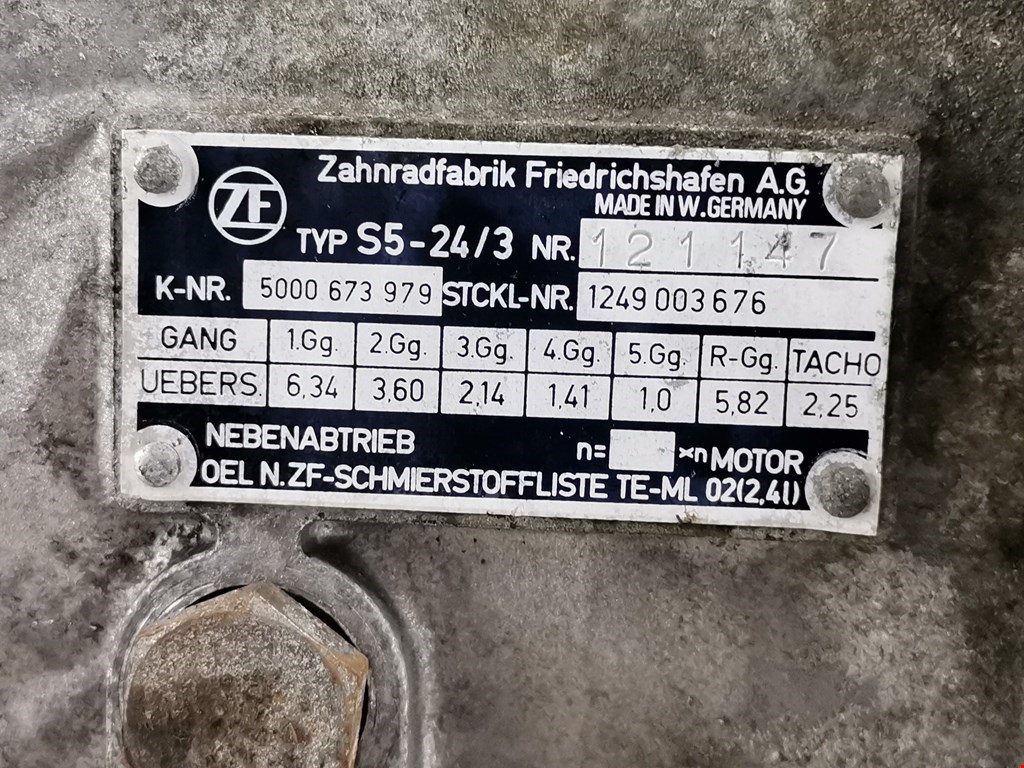 Zahnradfabrik Friedrichshafen A.G.
MADE IN W. GERMANY
ZF
TYP S5-24/3 NR. 121 147
K-NR. 5000 673 979 STCKL-NR. 1249 003 676
GANG 1.Gg. 2.Gg. 3.Gg. 4.Gg. 5.Gg. R-Gg. TACHO
UEBERS. 6,34 3,60 2,14 1,41 1,0 5,82 2,25
NEBENABTRIEB n= ×n MOTOR
OEL N. ZF-SCHMIERSTOFFLISTE TE-ML 02(2,4l)